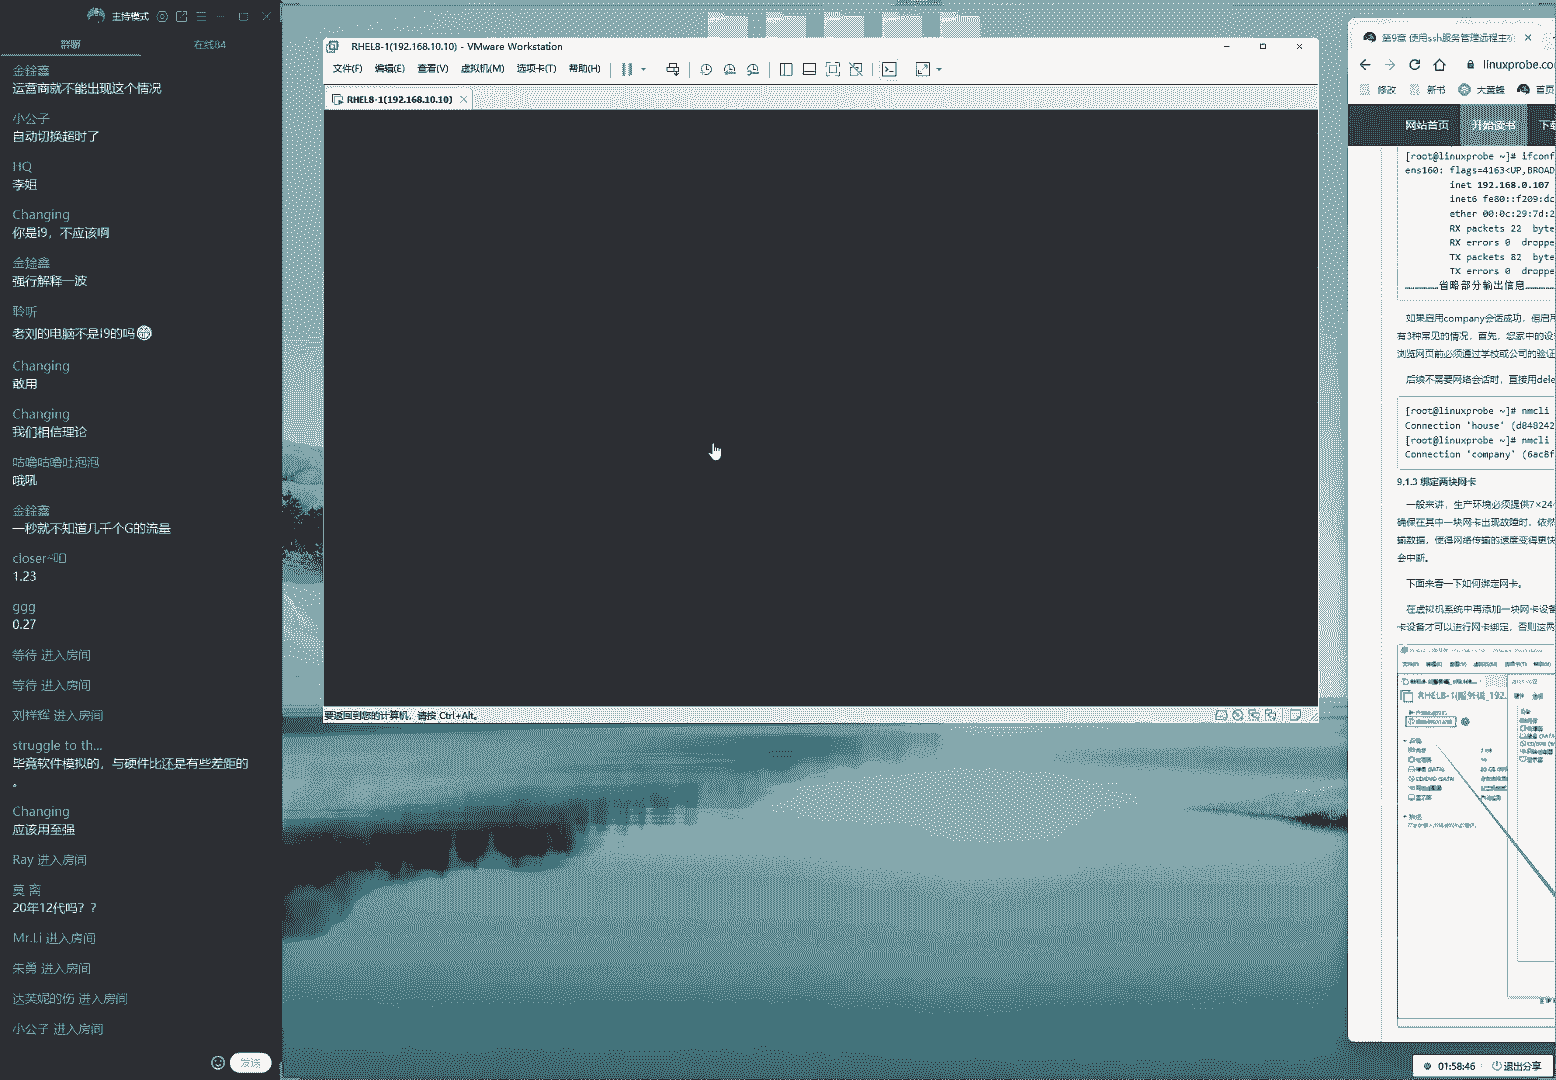 主持模式
群聊
在线84
金銓鑫
运营商就不能出现这个情况
小公子
自动切换超时了
HQ
李姐
Changing
你是i9，不应该啊
金銓鑫
强行解释一波
聆听
老刘的电脑不是i9的吗
Changing
敢用
Changing
我们相信理论
咕噜咕噜吐泡泡
哦吼
金銓鑫
一秒就不知道几千个G的流量
closer~
1.23
ggg
0.27
等待 进入房间
等待 进入房间
刘祥辉 进入房间
struggle to th...
毕竟软件模拟的，与硬件比还是有些差距的
。
Changing
应该用至强
Ray 进入房间
莫 离
20年12代吗？？
Mr.Li 进入房间
朱勇 进入房间
达芙妮的伤 进入房间
小公子 进入房间
发送
RHEL8-1(192.168.10.10) - VMware Workstation
文件(F) 编辑(E) 查看(V) 虚拟机(M) 选项卡(T) 帮助(H)
RHEL8-1(192.168.10.10)
要返回到您的计算机，请按 Ctrl+Alt。
第9章 使用ssh服务管理远程主
linuxprobe.co
修改 新书 大黄蜂 首页
网站首页 开始读书 下载
[root@linuxprobe ~]# ifconf
ens160: flags=4163<UP,BROAD
inet 192.168.0.107
inet6 fe80::f209:dc
ether 00:0c:29:7d:2
RX packets 22 byte
RX errors 0 droppe
TX packets 82 byte
TX errors 0 droppe
………………省略部分输出信息………………
如果启用company会话成功，但启用
有3种常见的情况，首先，您家中的设
浏览网页前必须通过学校或公司的验证
后续不需要网络会话时，直接用dele
[root@linuxprobe ~]# nmcli
Connection 'house' (d848242
[root@linuxprobe ~]# nmcli
Connection 'company' (6ac8f
9.1.3 绑定两块网卡
一般来讲，生产环境必须提供7×24
确保在其中一块网卡出现故障时，依然
输数据，使得网络传输的速度变得更快
会中断。
下面来看一下如何绑定网卡。
在虚拟机系统中再添加一块网卡设备
卡设备才可以进行网卡绑定，否则这两
01:58:46 退出分享